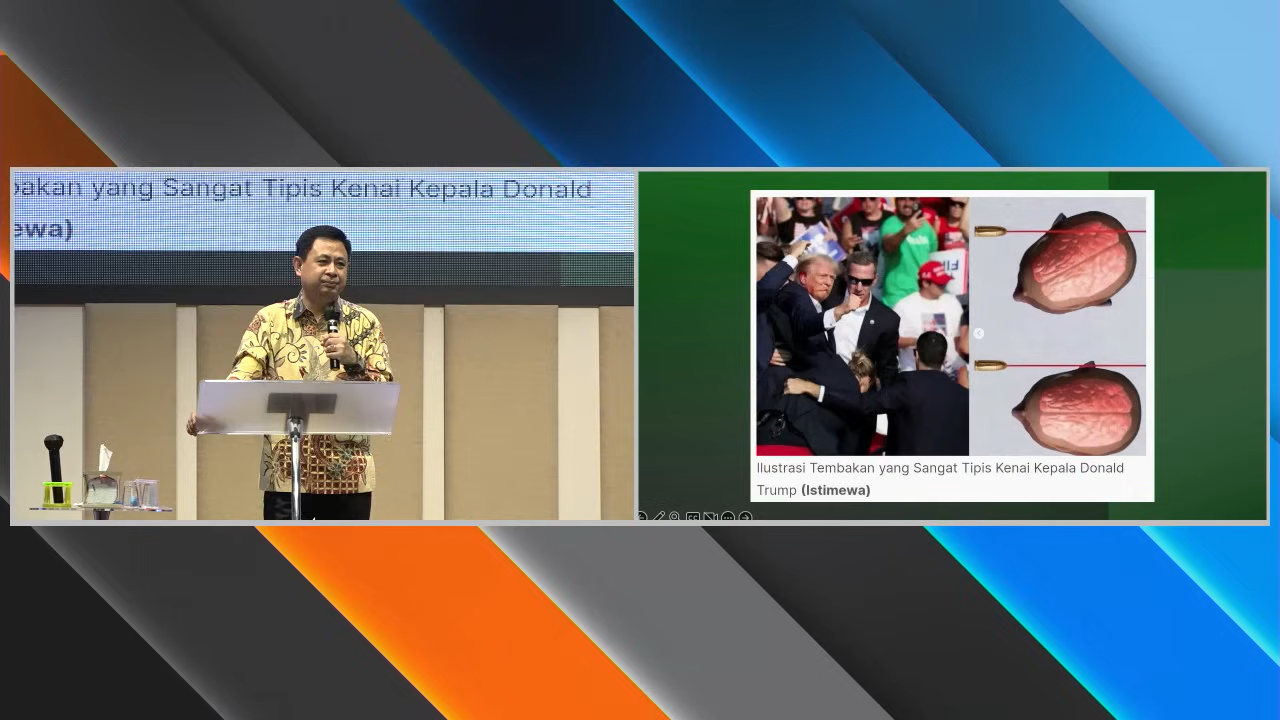 bakan yang Sangat Tipis Kenai Kepala Donald
ewa)
Ilustrasi Tembakan yang Sangat Tipis Kenai Kepala Donald
Trump (Istimewa)